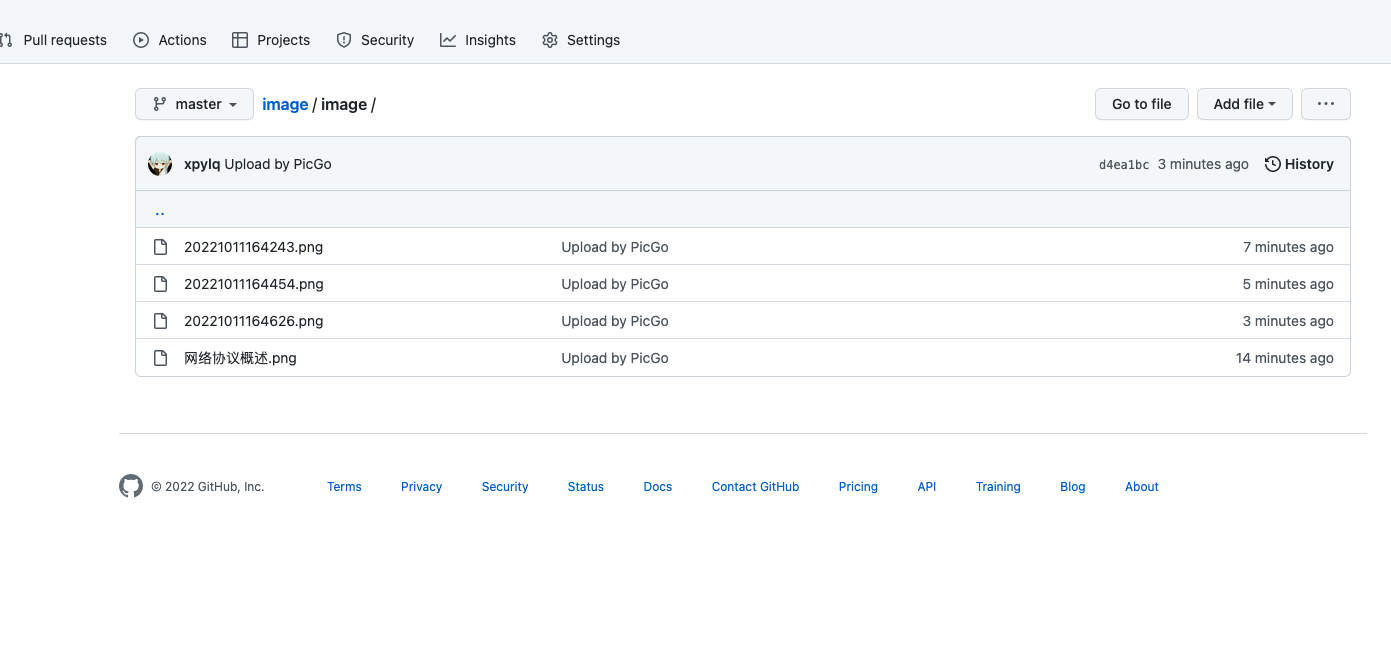 Pull requests Actions Projects Security Insights Settings
master image / image / Go to file Add file ···
xpylq Upload by PicGo d4ea1bc 3 minutes ago History
..
20221011164243.png Upload by PicGo 7 minutes ago
20221011164454.png Upload by PicGo 5 minutes ago
20221011164626.png Upload by PicGo 3 minutes ago
网络协议概述.png Upload by PicGo 14 minutes ago
© 2022 GitHub, Inc. Terms Privacy Security Status Docs Contact GitHub Pricing API Training Blog About